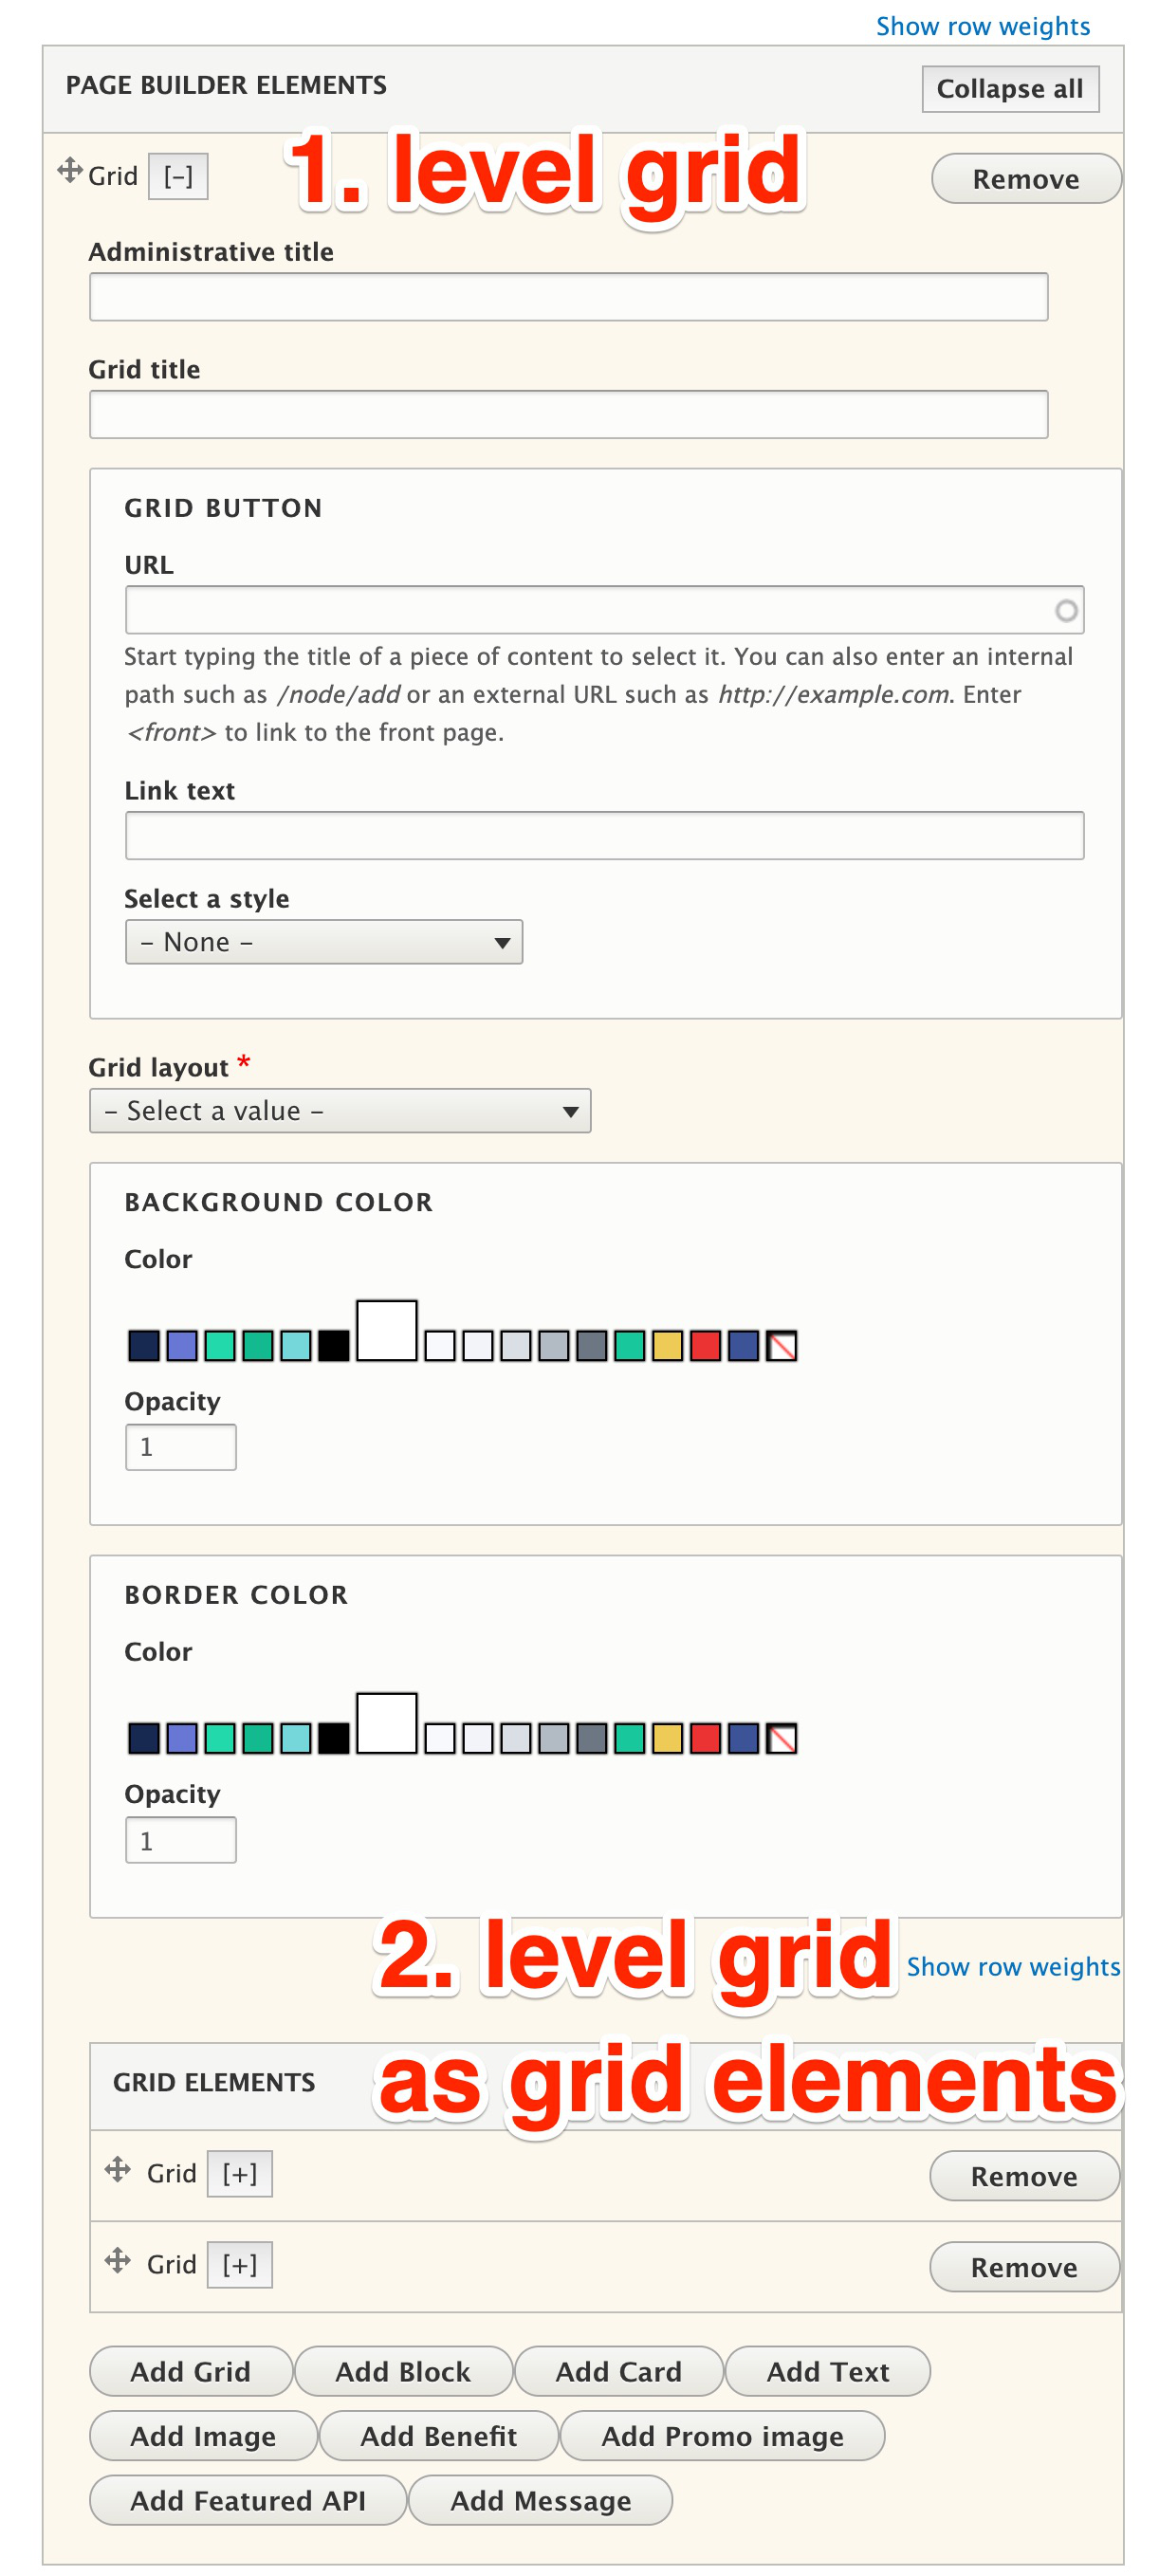 Show row weights
PAGE BUILDER ELEMENTS
Collapse all
Grid [–] 1. level grid Remove
Administrative title
Grid title
GRID BUTTON
URL
Start typing the title of a piece of content to select it. You can also enter an internal
path such as /node/add or an external URL such as http://example.com. Enter
<front> to link to the front page.
Link text
Select a style
– None –
Grid layout *
– Select a value –
BACKGROUND COLOR
Color
Opacity
1
BORDER COLOR
Color
Opacity
1
2. level grid
Show row weights
as grid elements
GRID ELEMENTS
Grid [+] Remove
Grid [+] Remove
Add Grid Add Block Add Card Add Text
Add Image Add Benefit Add Promo image
Add Featured API Add Message